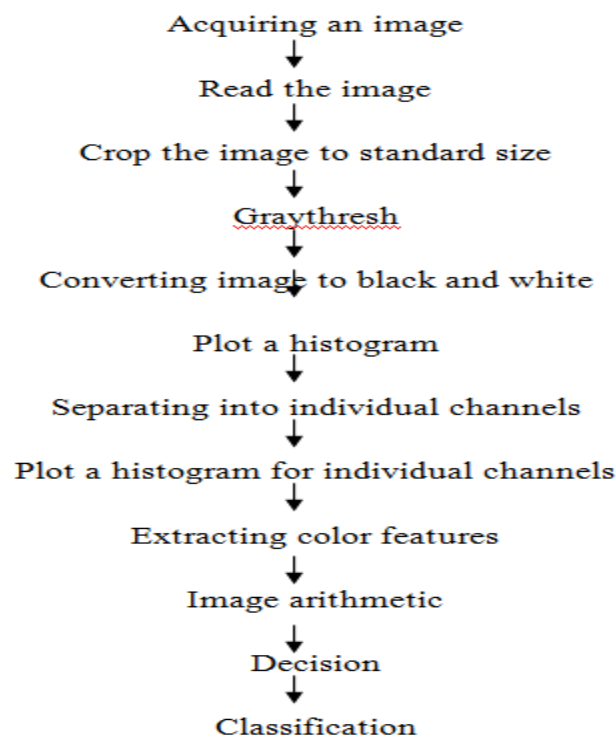 Acquiring an image
Read the image
Crop the image to standard size
Graythresh
Converting image to black and white
Plot a histogram
Separating into individual channels
Plot a histogram for individual channels
Extracting color features
Image arithmetic
Decision
Classification